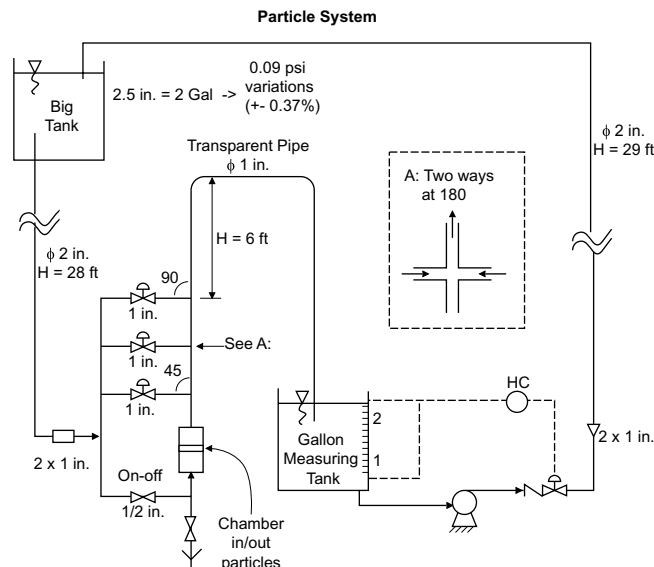 Particle System
2.5 in. = 2 Gal -> 0.09 psi
variations
(+- 0.37%)
Big
Tank
Transparent Pipe
ϕ 1 in.
A: Two ways
at 180
ϕ 2 in.
H = 29 ft
H = 6 ft
ϕ 2 in.
H = 28 ft
90
1 in.
See A:
1 in.
45
1 in.
HC
2
Gallon
Measuring
Tank
1
2 x 1 in.
2 x 1 in.
On-off
1/2 in.
Chamber
in/out
particles